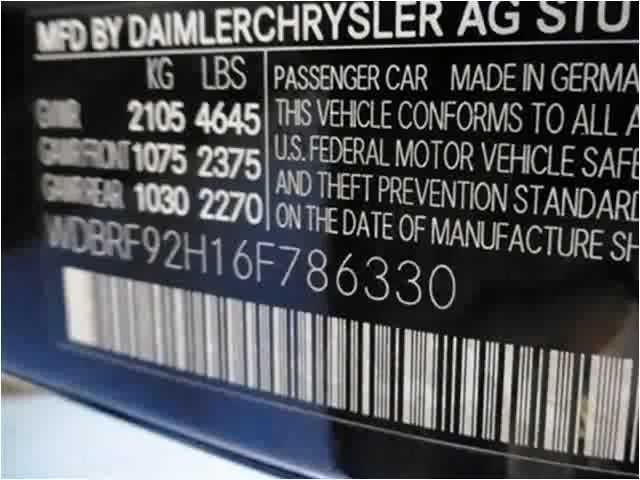 MFD BY DAIMLERCHRYSLER AG STU
KG LBS
GVWR 2105 4645
GAWR FRONT 1075 2375
GAWR REAR 1030 2270
PASSENGER CAR MADE IN GERMA
THIS VEHICLE CONFORMS TO ALL A
U.S. FEDERAL MOTOR VEHICLE SAFE
AND THEFT PREVENTION STANDAR
ON THE DATE OF MANUFACTURE SH
WDBRF92H16F786330